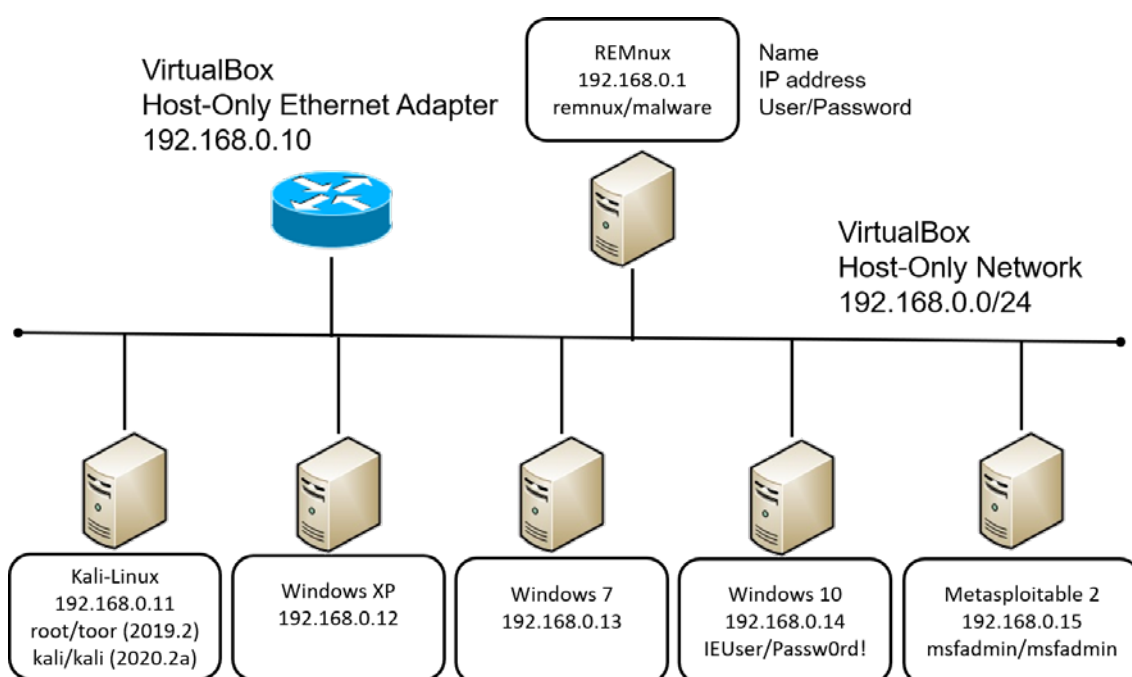 REMnux
192.168.0.1
remnux/malware
Name
IP address
User/Password
VirtualBox
Host-Only Ethernet Adapter
192.168.0.10
VirtualBox
Host-Only Network
192.168.0.0/24
Kali-Linux
192.168.0.11
root/toor (2019.2)
kali/kali (2020.2a)
Windows XP
192.168.0.12
Windows 7
192.168.0.13
Windows 10
192.168.0.14
IEUser/Passw0rd!
Metasploitable 2
192.168.0.15
msfadmin/msfadmin